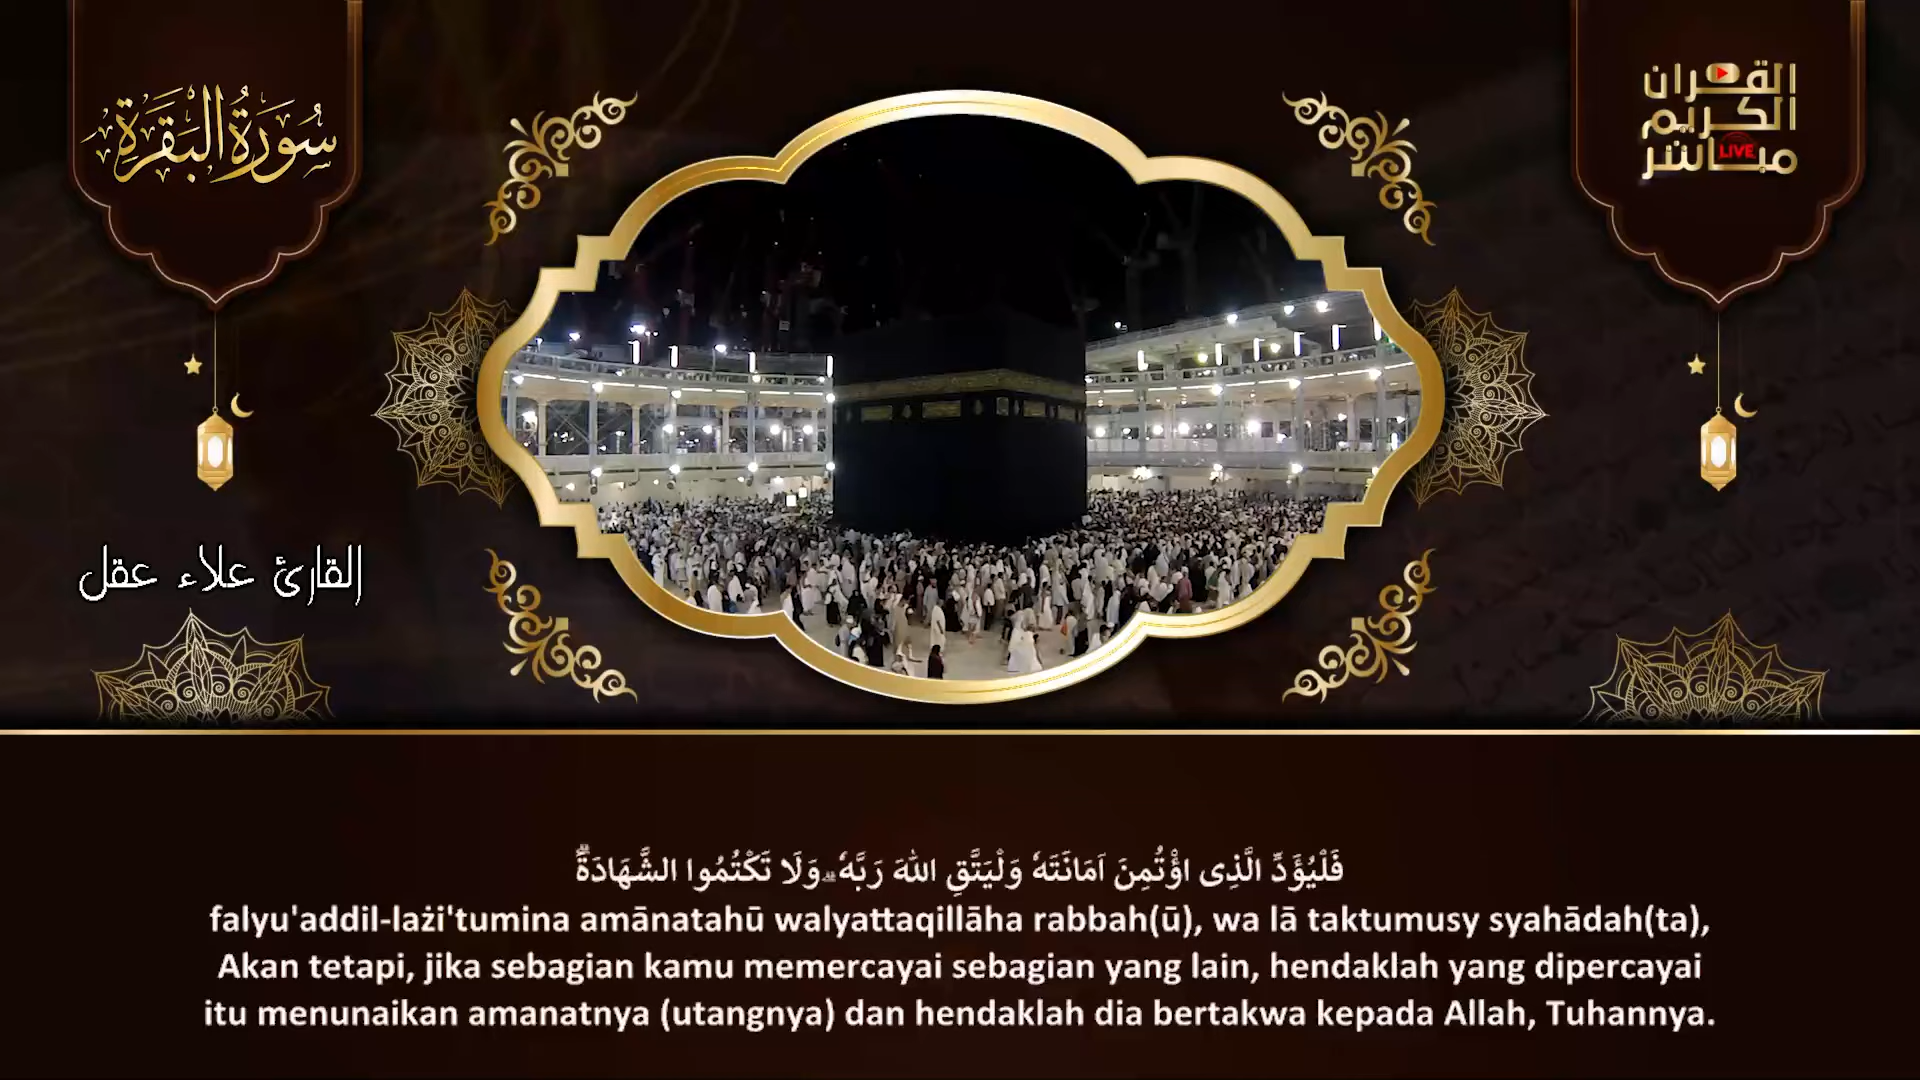 سُورَةُ البَقَرَةِ
القرآن
الكريم
مباشر
LIVE
القارئ علاء عقل
فَلْيُؤَدِّ الَّذِى اؤْتُمِنَ اَمَانَتَهٗ وَلْيَتَّقِ اللّٰهَ رَبَّهٗ ۗ وَلَا تَكْتُمُوا الشَّهَادَةَۗ
falyu'addil-lażi'tumina amānatahū walyattaqillāha rabbah(ū), wa lā taktumusy syahādah(ta),
Akan tetapi, jika sebagian kamu memercayai sebagian yang lain, hendaklah yang dipercayai
itu menunaikan amanatnya (utangnya) dan hendaklah dia bertakwa kepada Allah, Tuhannya.